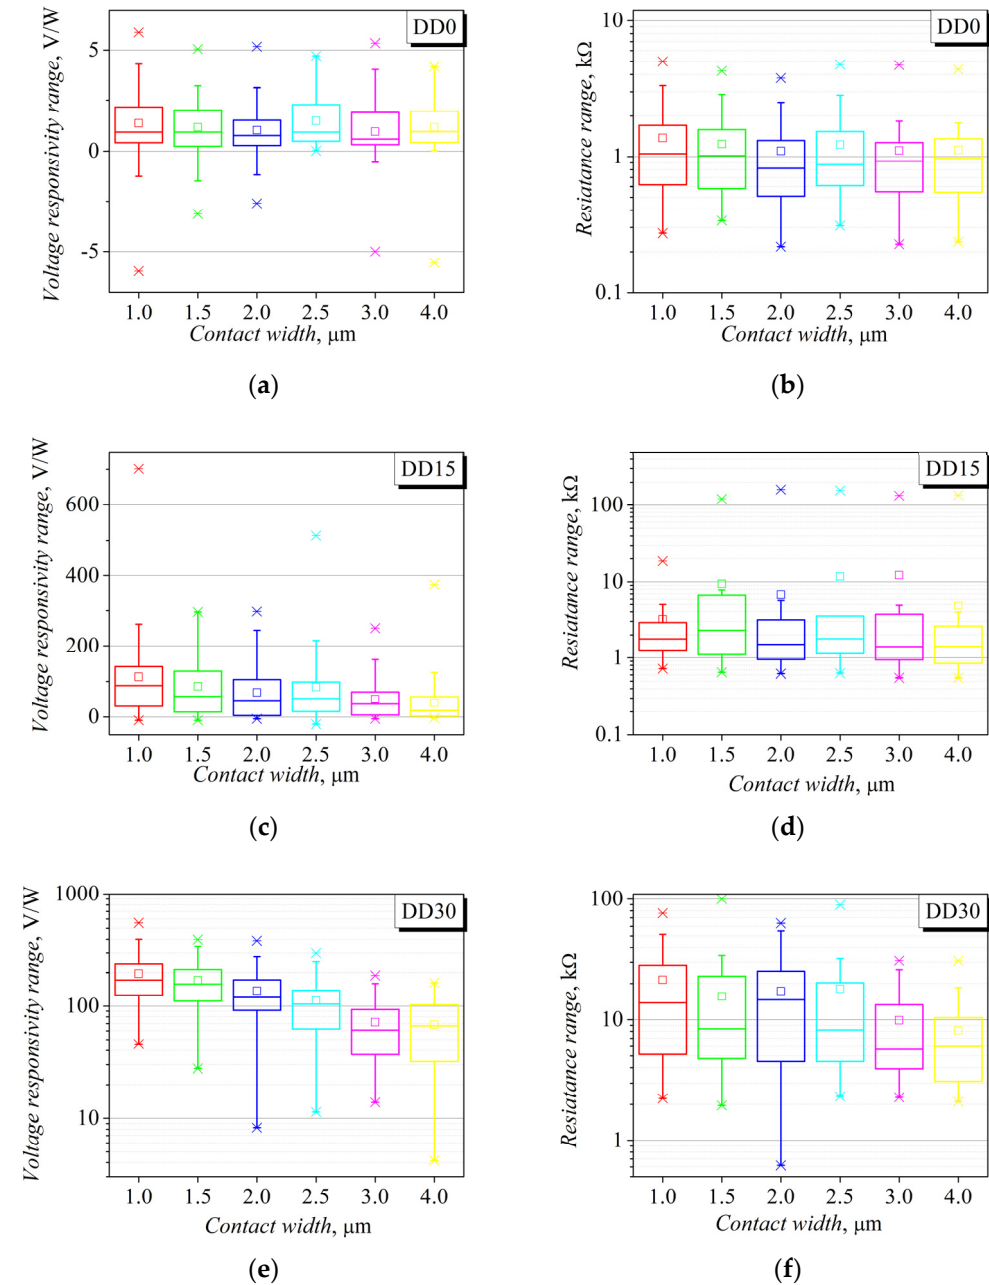 Voltage responsivity range, V/W
DD0
5
0
-5
1.0 1.5 2.0 2.5 3.0 4.0
Contact width, μm
(a)
Resiatance range, kΩ
DD0
10
1
0.1
1.0 1.5 2.0 2.5 3.0 4.0
Contact width, μm
(b)
Voltage responsivity range, V/W
DD15
600
400
200
0
1.0 1.5 2.0 2.5 3.0 4.0
Contact width, μm
(c)
Resiatance range, kΩ
DD15
100
10
1
0.1
1.0 1.5 2.0 2.5 3.0 4.0
Contact width, μm
(d)
Voltage responsivity range, V/W
DD30
1000
100
10
1.0 1.5 2.0 2.5 3.0 4.0
Contact width, μm
(e)
Resiatance range, kΩ
DD30
100
10
1
1.0 1.5 2.0 2.5 3.0 4.0
Contact width, μm
(f)